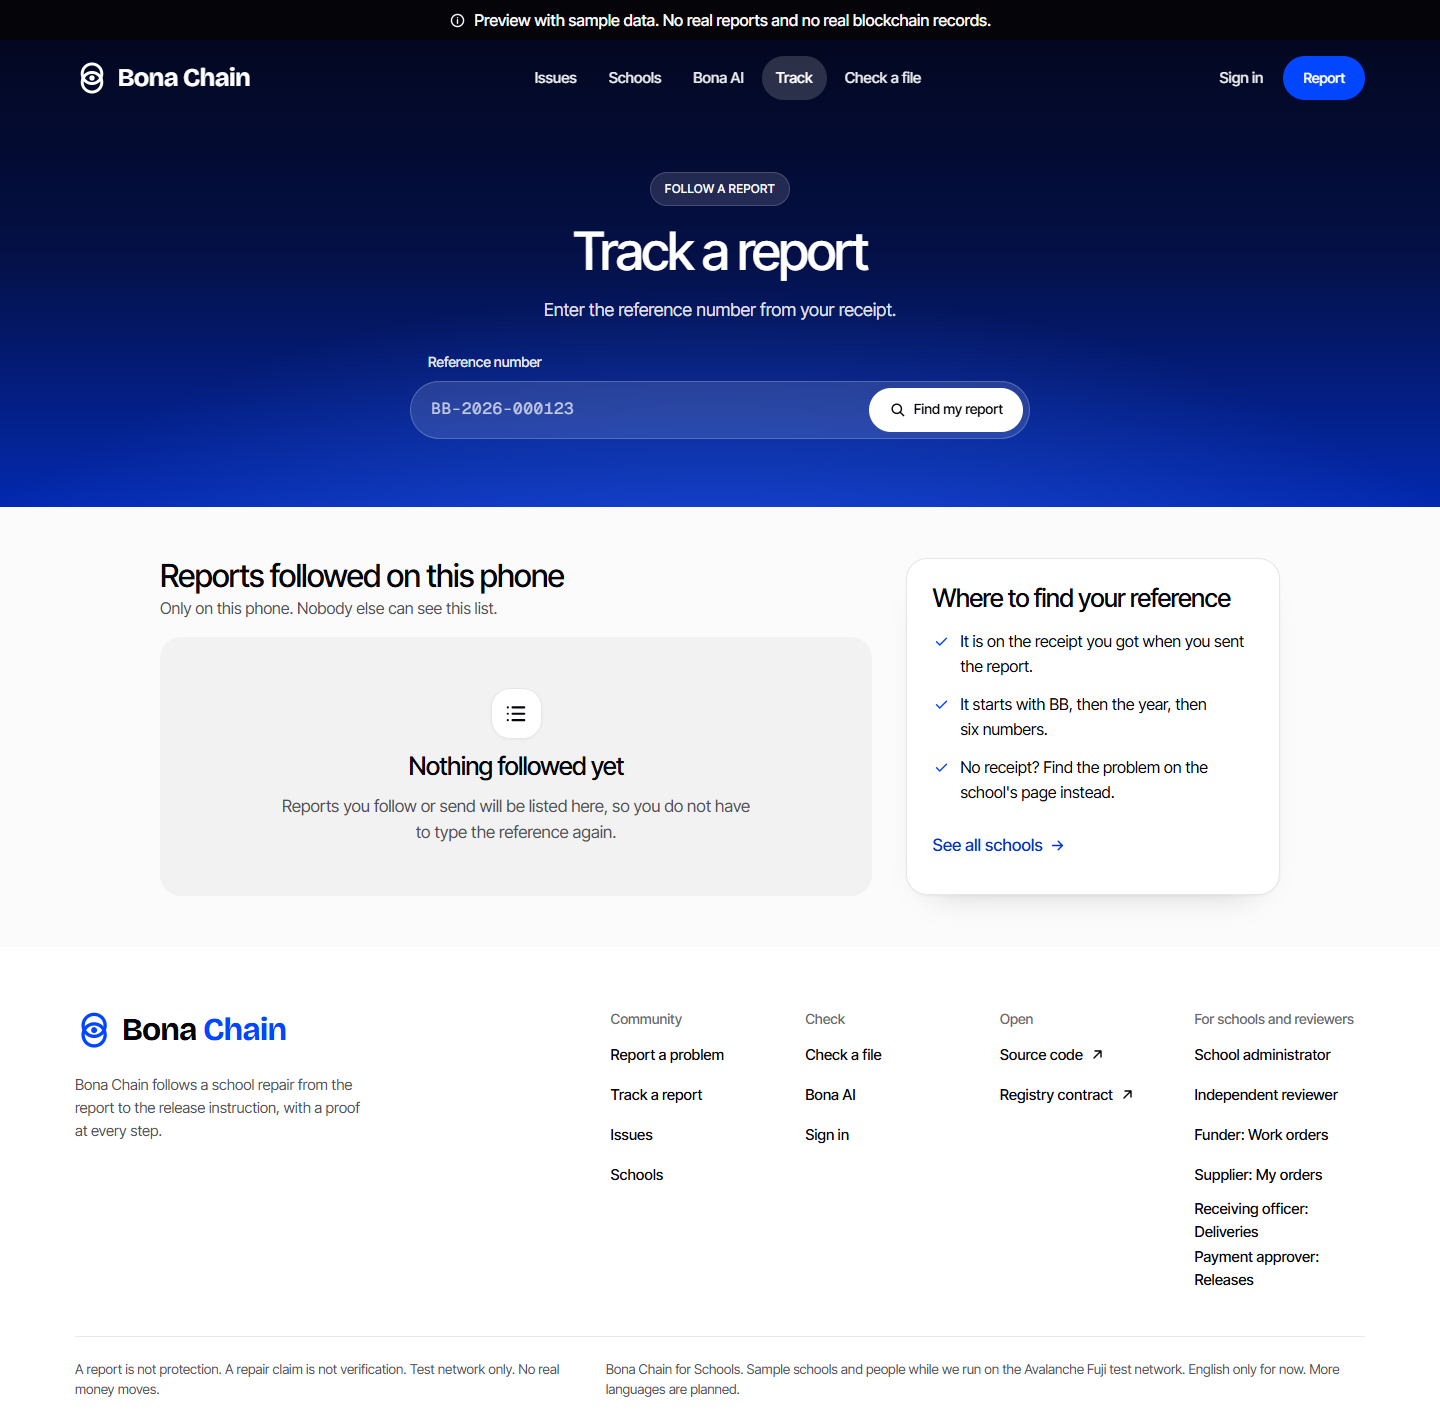 Preview with sample data. No real reports and no real blockchain records.
Bona Chain
Issues
Schools
Bona AI
Track
Check a file
Sign in
Report
FOLLOW A REPORT
Track a report
Enter the reference number from your receipt.
Reference number
BB-2026-000123
Find my report
Reports followed on this phone
Only on this phone. Nobody else can see this list.
Nothing followed yet
Reports you follow or send will be listed here, so you do not have
to type the reference again.
Where to find your reference
It is on the receipt you got when you sent
the report.
It starts with BB, then the year, then
six numbers.
No receipt? Find the problem on the
school's page instead.
See all schools
Bona Chain
Bona Chain follows a school repair from the
report to the release instruction, with a proof
at every step.
Community
Report a problem
Track a report
Issues
Schools
Check
Check a file
Bona AI
Sign in
Open
Source code
Registry contract
For schools and reviewers
School administrator
Independent reviewer
Funder: Work orders
Supplier: My orders
Receiving officer:
Deliveries
Payment approver:
Releases
A report is not protection. A repair claim is not verification. Test network only. No real
money moves.
Bona Chain for Schools. Sample schools and people while we run on the Avalanche Fuji test network. English only for now. More
languages are planned.